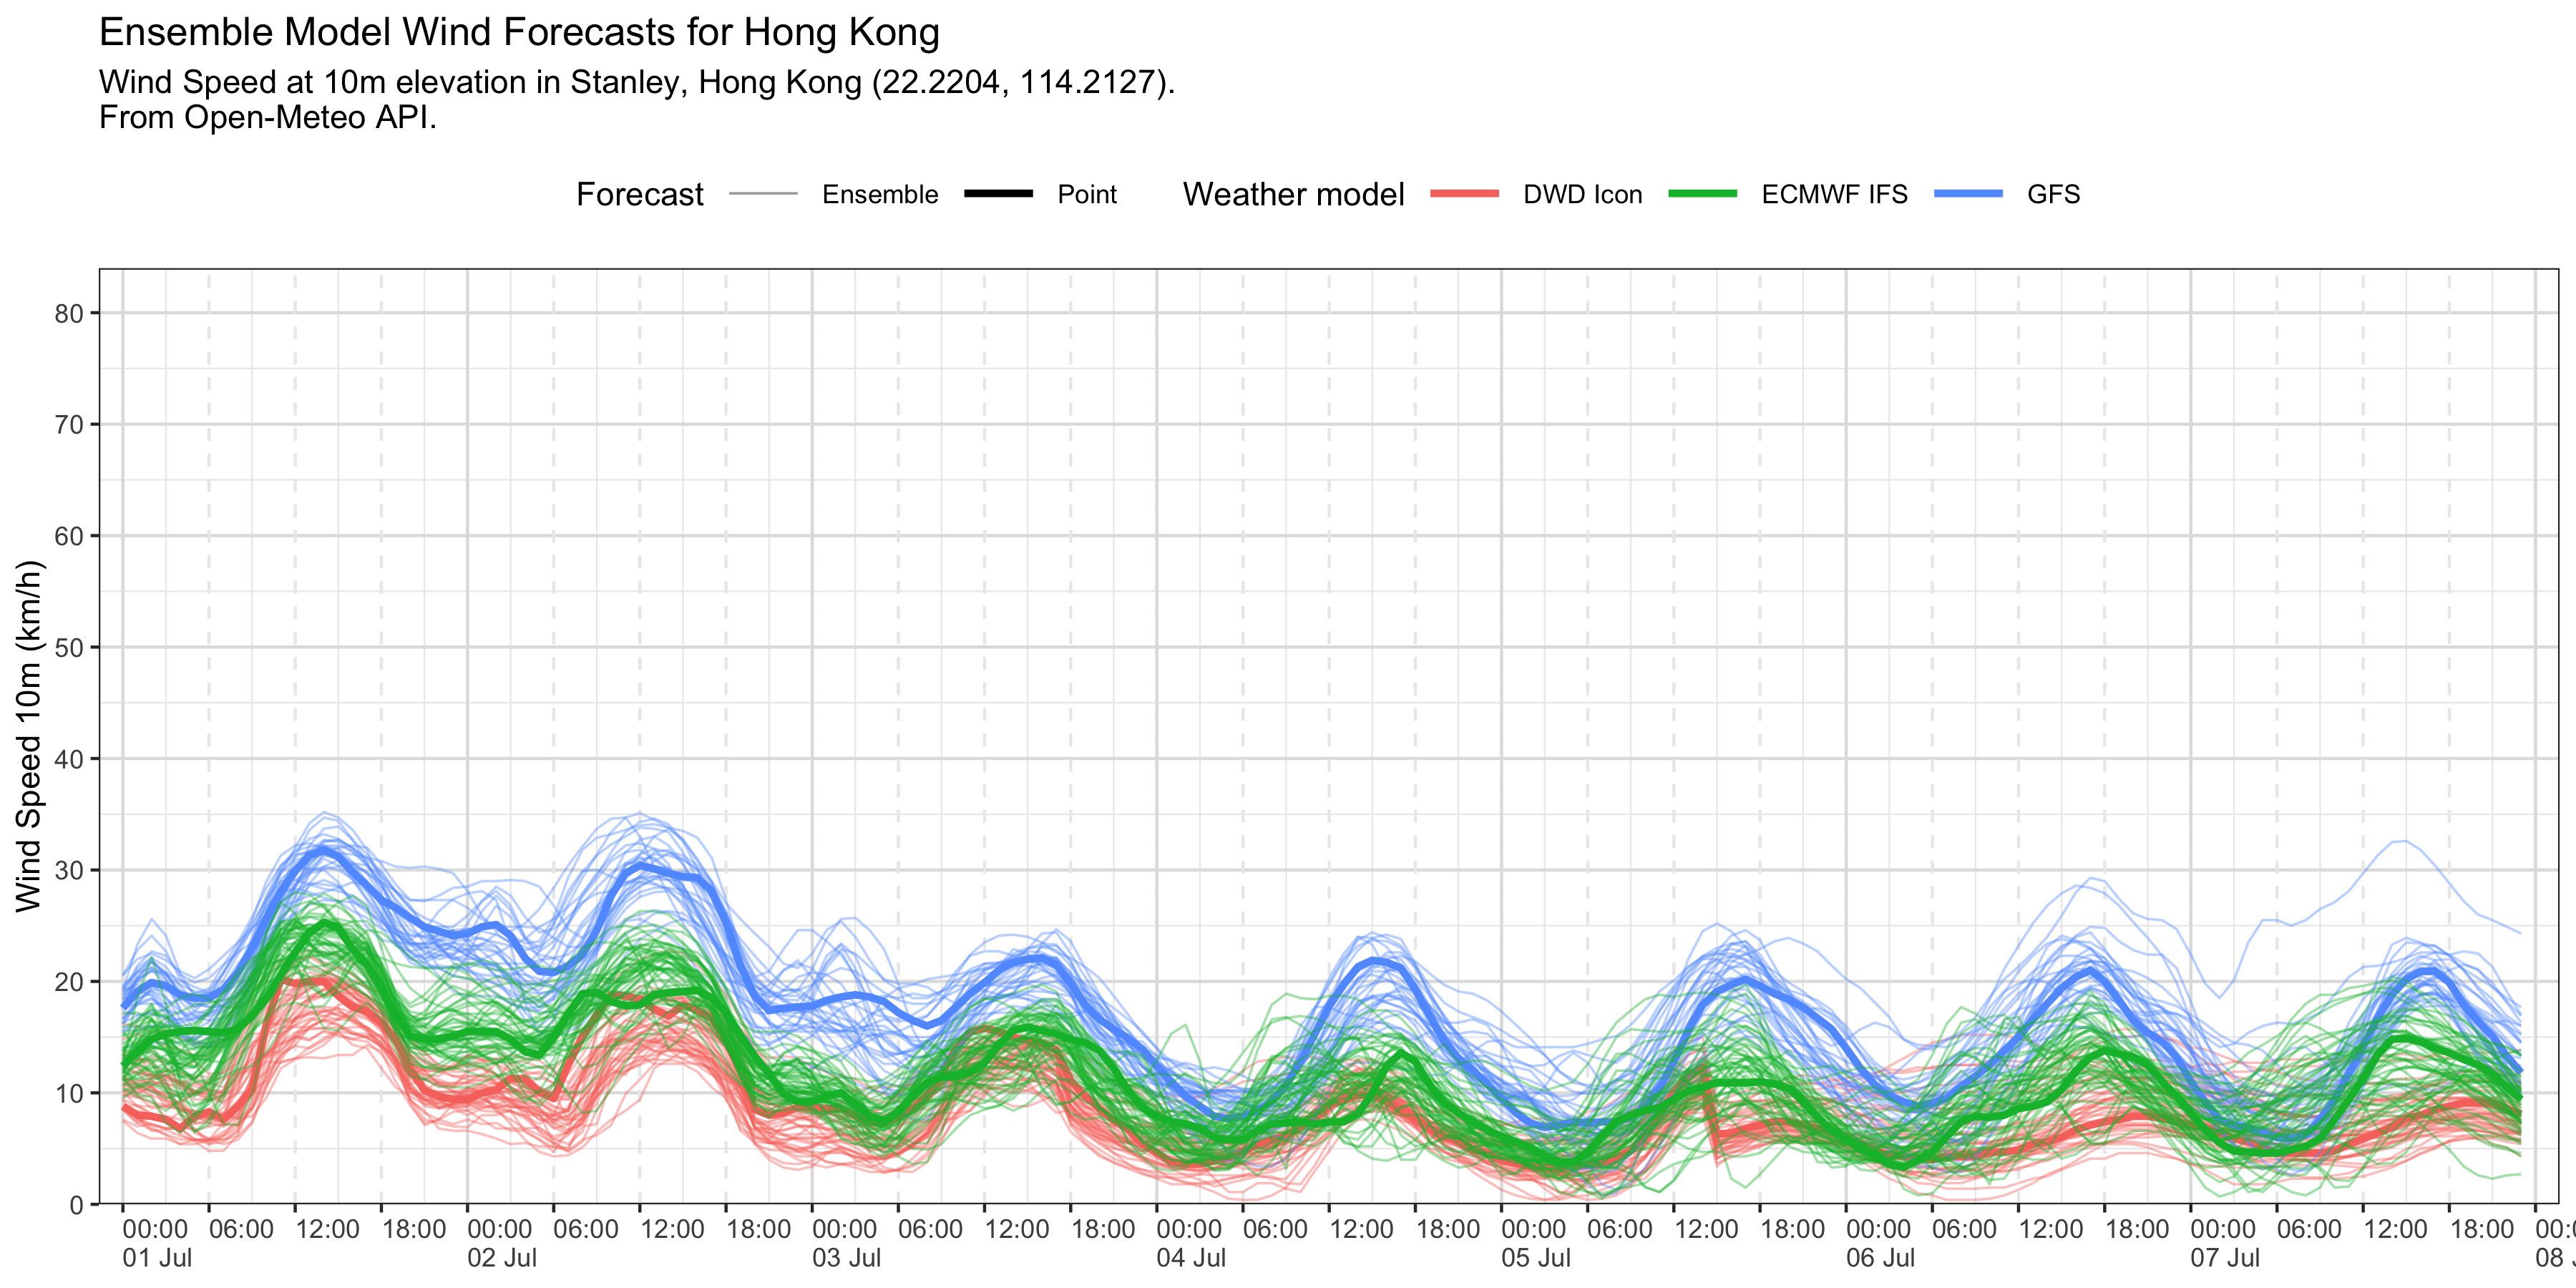 Ensemble Model Wind Forecasts for Hong Kong
Wind Speed at 10m elevation in Stanley, Hong Kong (22.2204, 114.2127).
From Open-Meteo API.
Forecast Ensemble Point Weather model DWD Icon ECMWF IFS GFS
Wind Speed 10m (km/h)
80
70
60
50
40
30
20
10
0
00:00 06:00 12:00 18:00 00:00 06:00 12:00 18:00 00:00 06:00 12:00 18:00 00:00 06:00 12:00 18:00 00:00 06:00 12:00 18:00 00:00 06:00 12:00 18:00 00:00 06:00 12:00 18:00 00:0
01 Jul 02 Jul 03 Jul 04 Jul 05 Jul 06 Jul 07 Jul 08